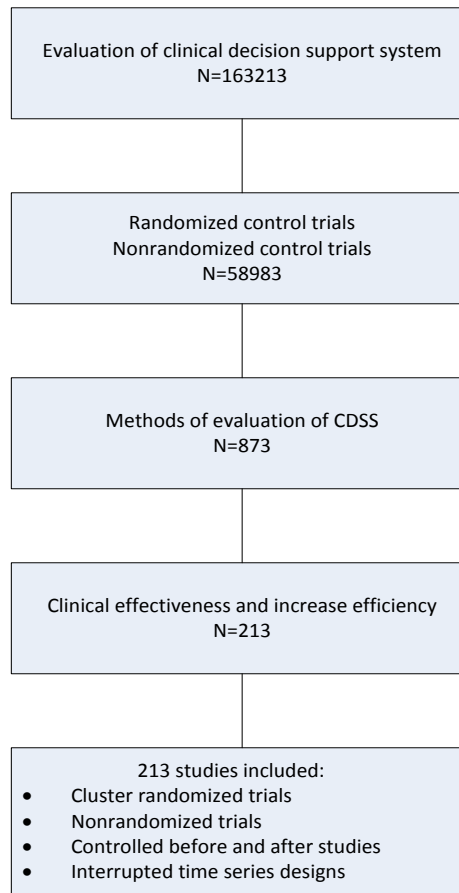 Evaluation of clinical decision support system
N=163213
Randomized control trials
Nonrandomized control trials
N=58983
Methods of evaluation of CDSS
N=873
Clinical effectiveness and increase efficiency
N=213
213 studies included:
• Cluster randomized trials
• Nonrandomized trials
• Controlled before and after studies
• Interrupted time series designs